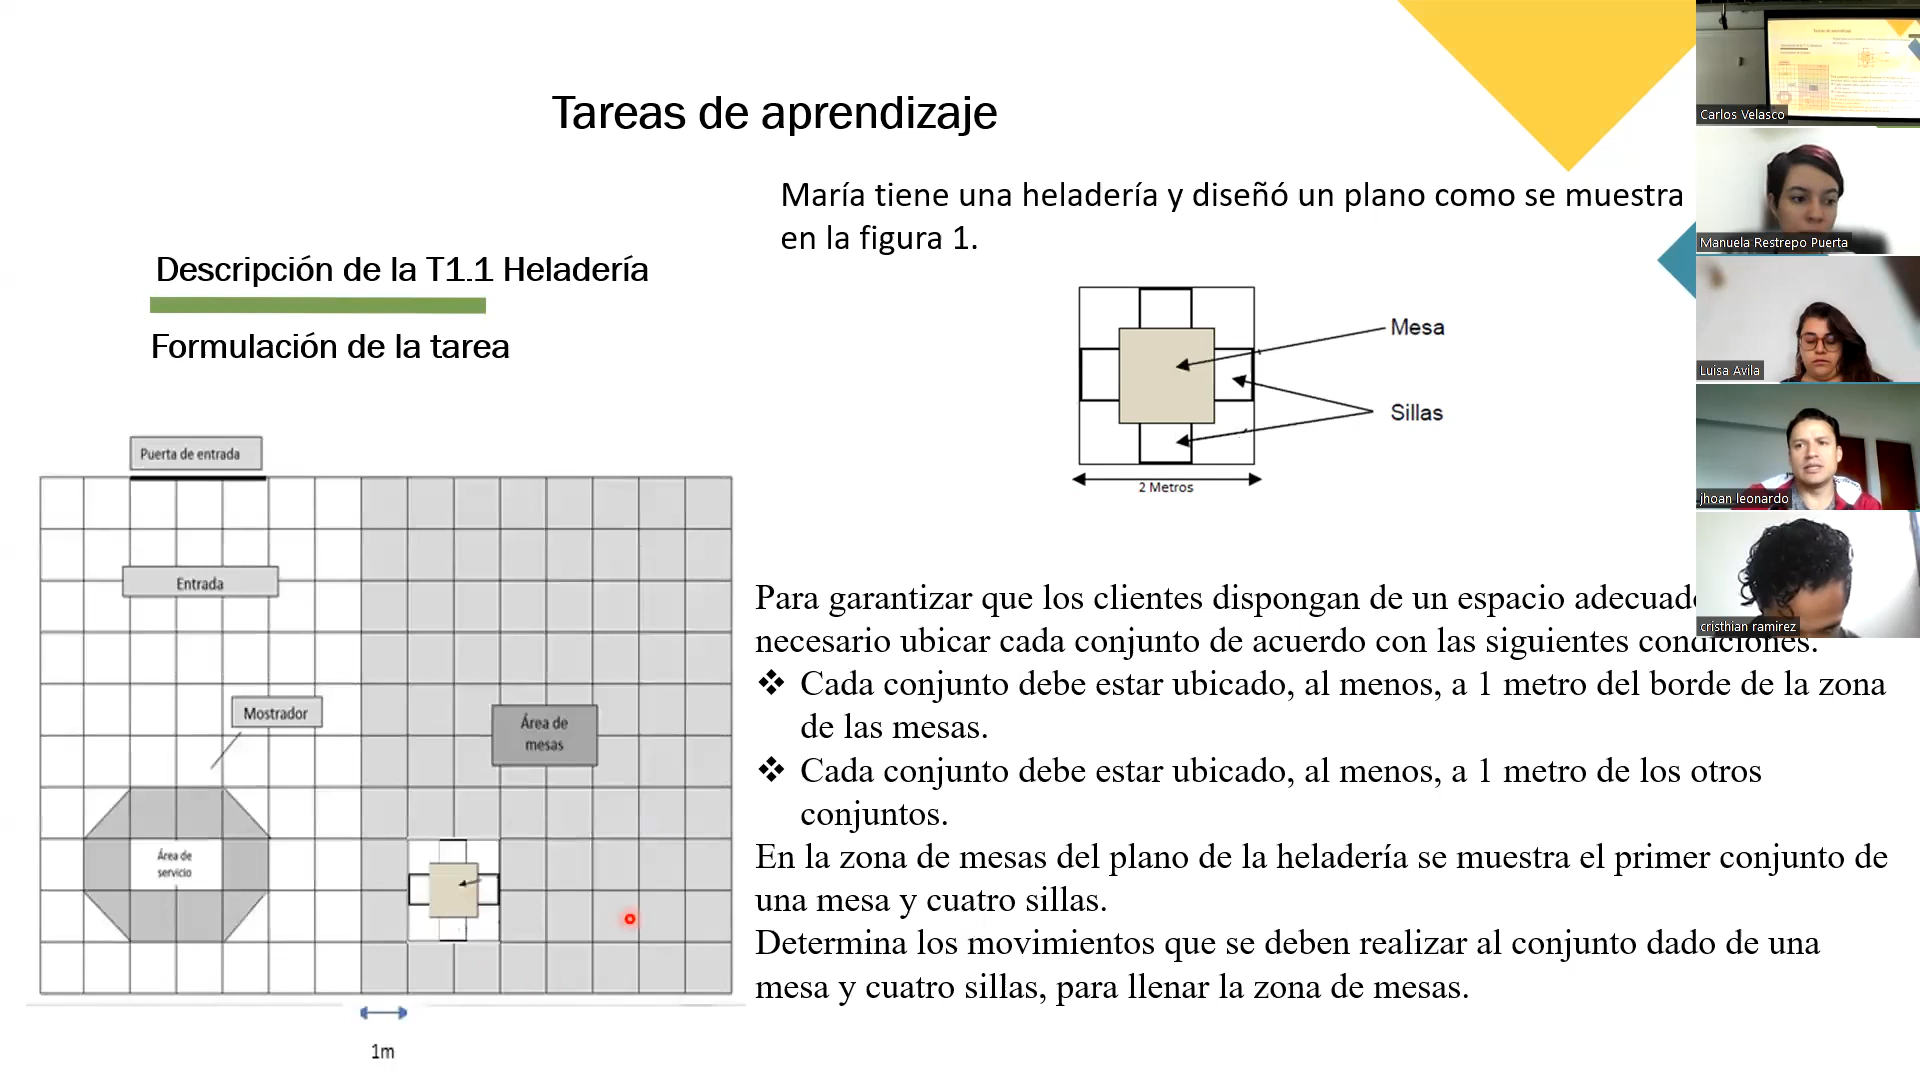 Tareas de aprendizaje
María tiene una heladería y diseñó un plano como se muestra
en la figura 1.
Descripción de la T1.1 Heladería
Formulación de la tarea
Mesa
Sillas
2 Metros
Puerta de entrada
Entrada
Mostrador
Área de
mesas
Área de
servicio
1m
Para garantizar que los clientes dispongan de un espacio
necesario ubicar cada conjunto de acuerdo con las siguientes condiciones.
❖ Cada conjunto debe estar ubicado, al menos, a 1 metro del borde de la zona
de las mesas.
❖ Cada conjunto debe estar ubicado, al menos, a 1 metro de los otros
conjuntos.
En la zona de mesas del plano de la heladería se muestra el primer conjunto de
una mesa y cuatro sillas.
Determina los movimientos que se deben realizar al conjunto dado de una
mesa y cuatro sillas, para llenar la zona de mesas.
Carlos Velasco
Manuela Restrepo Puerta
Luisa Avila
jhoan leonardo
cristhian ramirez